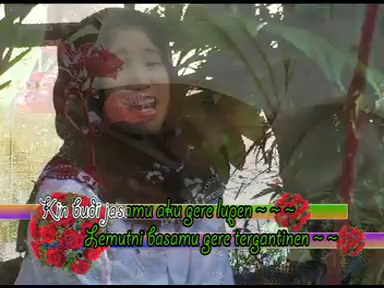 Kin budi jasamu aku gere lupen ~ ~ ~
Lemutni basamu gere tergantinen ~ ~